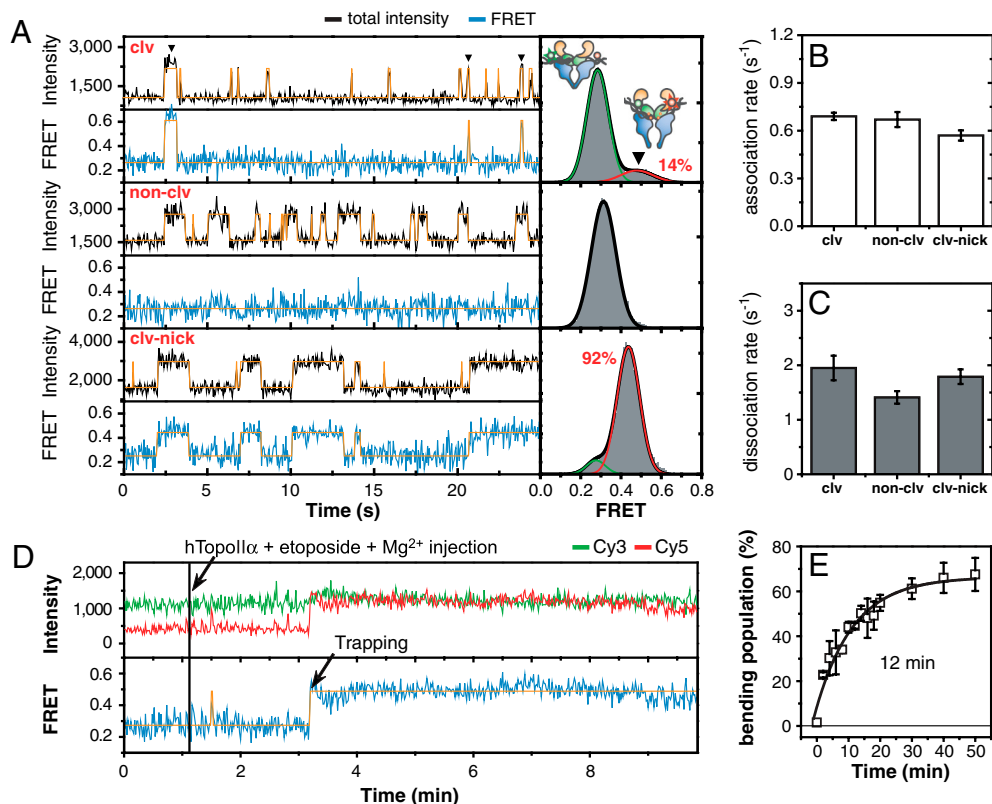 total intensity FRET
A
clv
Intensity
3,000
1,500
FRET
0.6
0.4
0.2
14%
non-clv
Intensity
3,000
1,500
FRET
0.6
0.4
0.2
clv-nick
Intensity
4,000
2,000
92%
FRET
0.6
0.4
0.2
0 5 10 15 20
Time (s)
0.0 0.2 0.4 0.6 0.8
FRET
B
association rate (s⁻¹)
1.2
0.9
0.6
0.3
0.0
clv non-clv clv-nick
C
dissociation rate (s⁻¹)
3
2
1
0
clv non-clv clv-nick
D
hTopoIIα + etoposide + Mg²⁺ injection
Cy3 Cy5
Intensity
2,000
1,000
0
Trapping
FRET
0.6
0.4
0.2
0 2 4 6 8
Time (min)
E
bending population (%)
80
60
40
20
0
12 min
0 10 20 30 40 50
Time (min)